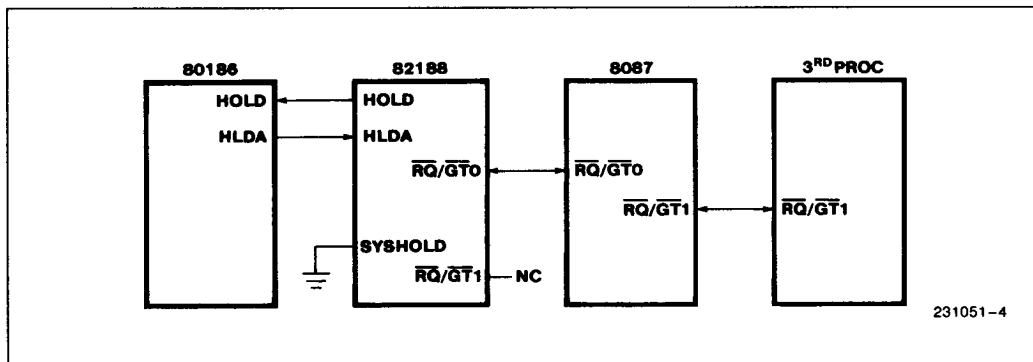 80186
82188
8087
3RD PROC
HOLD
HOLD
HLDA
HLDA
RQ/GT0
RQ/GT0
RQ/GT1
RQ/GT1
SYSHOLD
RQ/GT1
NC
231051-4